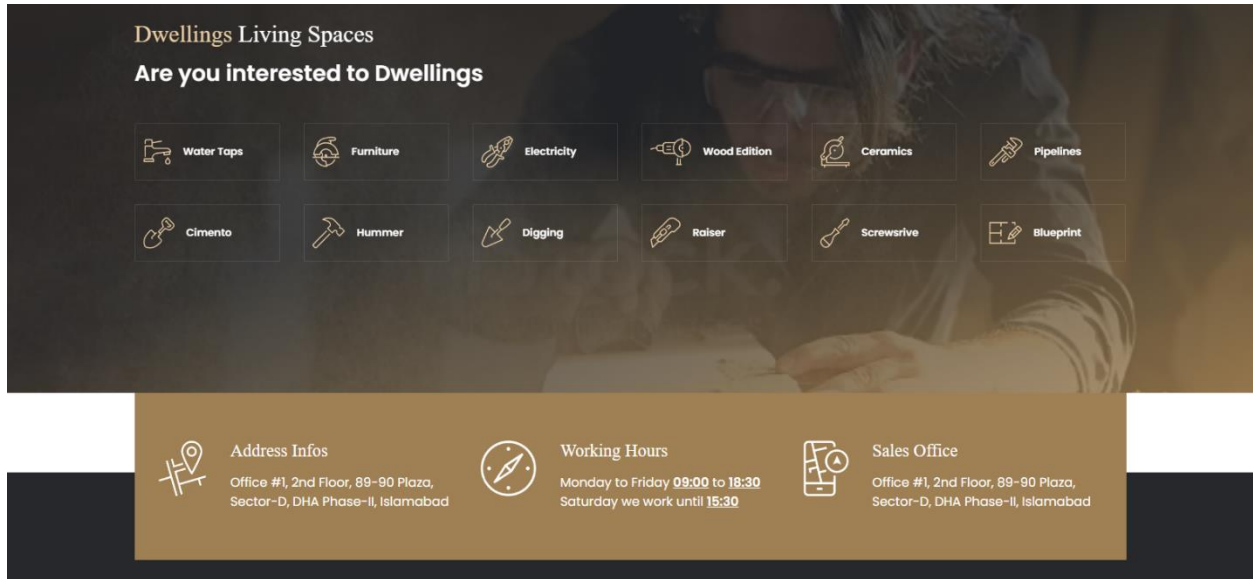 Dwellings Living Spaces
Are you interested to Dwellings
Water Taps
Furniture
Electricity
Wood Edition
Ceramics
Pipelines
Cimento
Hummer
Digging
Raiser
Screwsrive
Blueprint
Address Infos
Office #1, 2nd Floor, 89-90 Plaza,
Sector-D, DHA Phase-II, Islamabad
Working Hours
Monday to Friday 09:00 to 18:30
Saturday we work until 15:30
Sales Office
Office #1, 2nd Floor, 89-90 Plaza,
Sector-D, DHA Phase-II, Islamabad